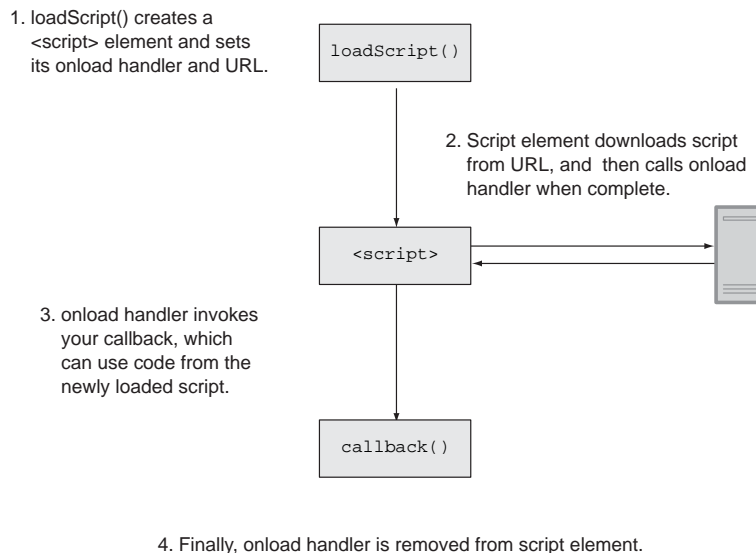 1. loadScript() creates a
<script> element and sets
its onload handler and URL.
loadScript()
2. Script element downloads script
from URL, and then calls onload
handler when complete.
<script>
3. onload handler invokes
your callback, which
can use code from the
newly loaded script.
callback()
4. Finally, onload handler is removed from script element.